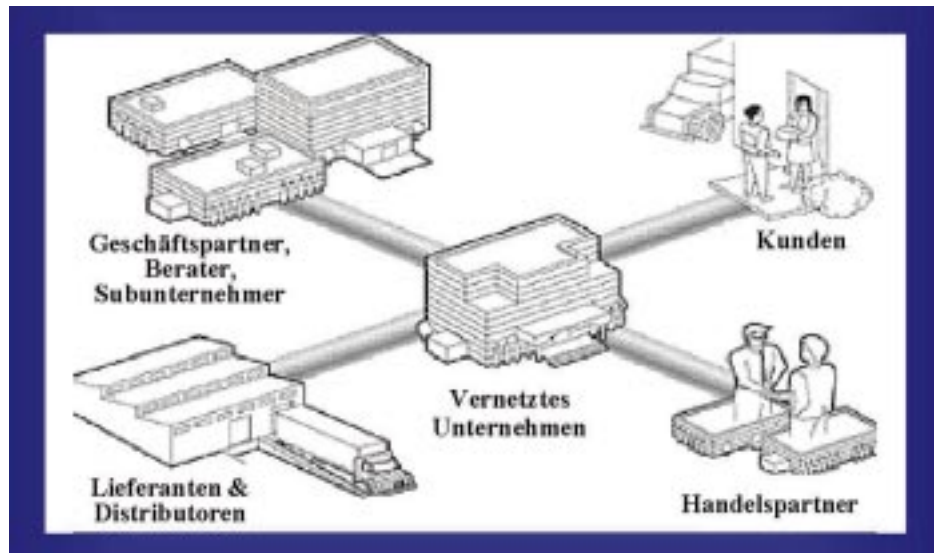 Geschäftspartner,
Berater,
Subunternehmer
Kunden
Vernetztes
Unternehmen
Lieferanten &
Distributoren
Handelspartner